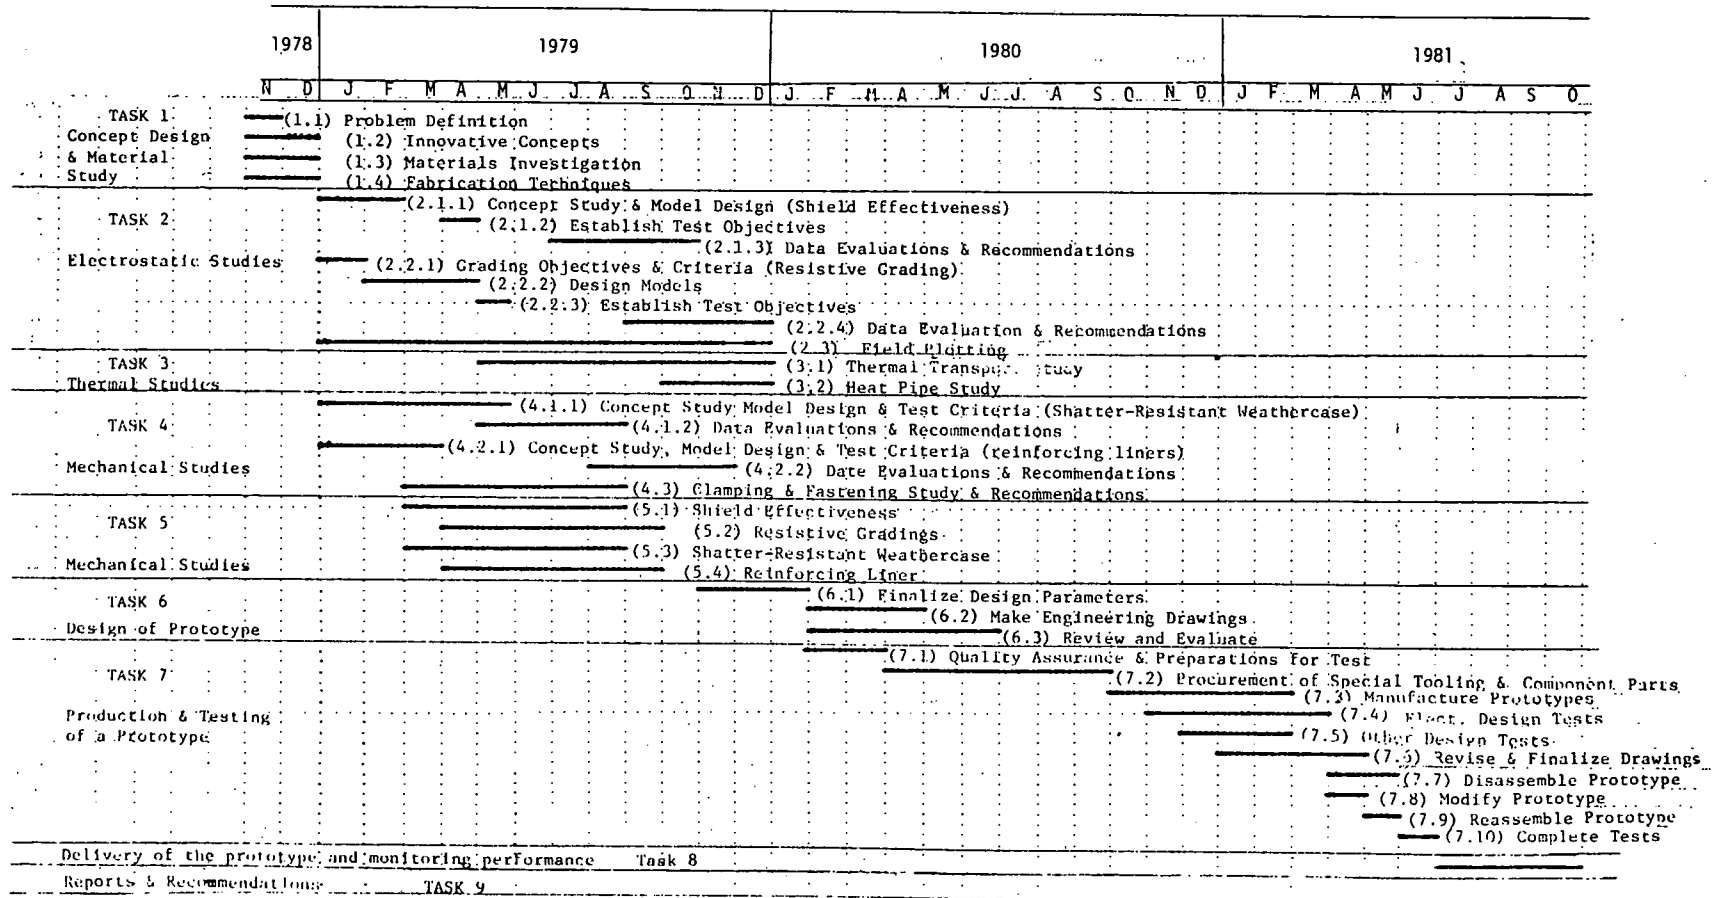 1978 1979 1980 1981
N D J F M A M J J A S O N D J F M A M J J A S O N D J F M A M J J A S O
TASK 1 (1.1) Problem Definition
Concept Design (1.2) Innovative Concepts
& Material (1.3) Materials Investigation
Study (1.4) Fabrication Techniques
(2.1.1) Concept Study & Model Design (Shield Effectiveness)
TASK 2 (2.1.2) Establish Test Objectives
(2.1.3) Data Evaluations & Recommendations
Electrostatic Studies (2.2.1) Grading Objectives & Criteria (Resistive Grading)
(2.2.2) Design Models
(2.2.3) Establish Test Objectives
(2.2.4) Data Evaluation & Recommendations
(2.3) Field Plotting
TASK 3 (3.1) Thermal Study
Thermal Studies (3.2) Heat Pipe Study
(4.1.1) Concept Study Model Design & Test Criteria (Shatter-Resistant Weathercase)
TASK 4 (4.1.2) Data Evaluations & Recommendations
(4.2.1) Concept Study, Model Design & Test Criteria (reinforcing liners)
Mechanical Studies (4.2.2) Date Evaluations & Recommendations
(4.3) Clamping & Fastening Study & Recommendations
(5.1) Shield Effectiveness
TASK 5 (5.2) Resistive Gradings
(5.3) Shatter-Resistant Weathercase
Mechanical Studies (5.4) Reinforcing Liner
TASK 6 (6.1) Finalize Design Parameters
(6.2) Make Engineering Drawings
Design of Prototype (6.3) Review and Evaluate
(7.1) Quality Assurance & Preparations for Test
TASK 7 (7.2) Procurement of Special Tooling & Component Parts
(7.3) Manufacture Prototypes
Production & Testing (7.4) Elect. Design Tests
of a Prototype (7.5) Other Design Tests
(7.6) Revise & Finalize Drawings
(7.7) Disassemble Prototype
(7.8) Modify Prototype
(7.9) Reassemble Prototype
(7.10) Complete Tests
Delivery of the prototype and monitoring performance Task 8
Reports & Recommendations TASK 9